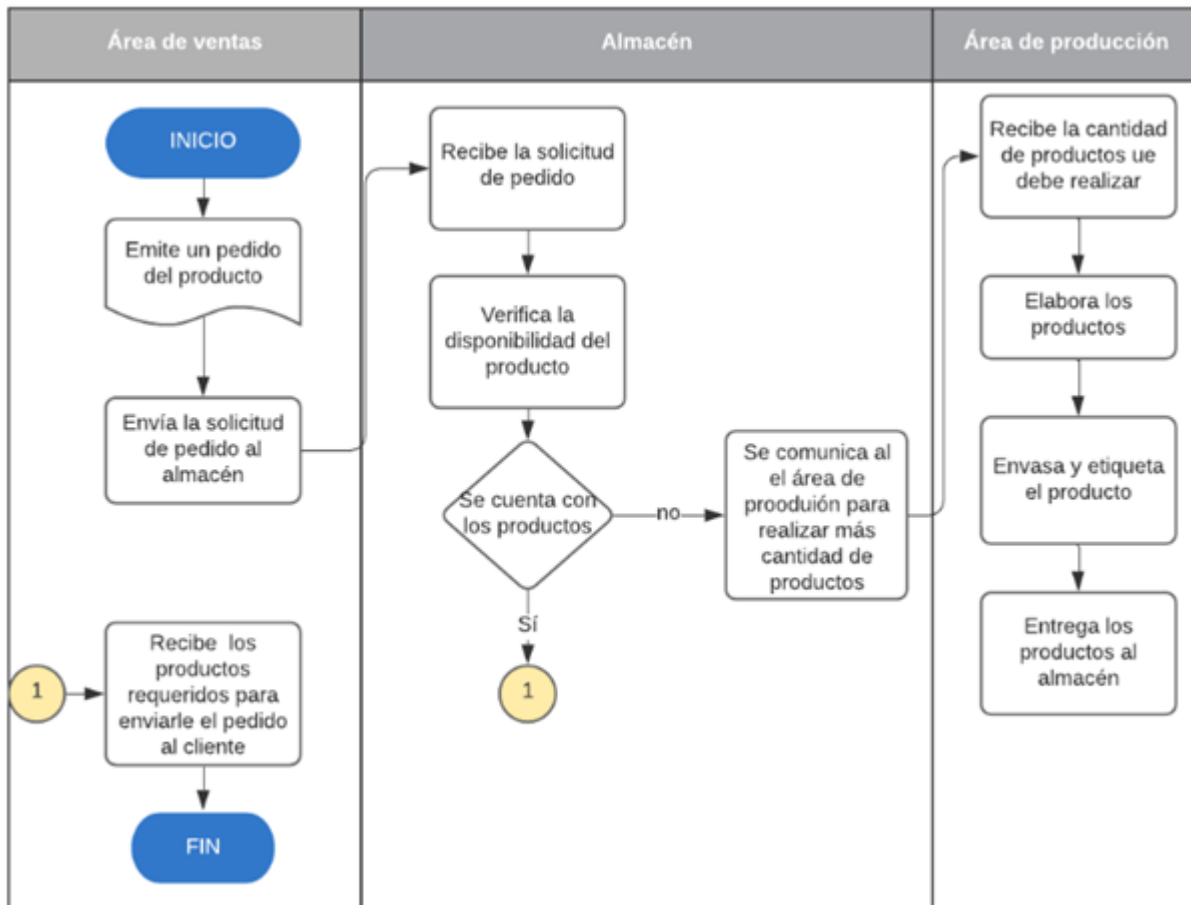 Área de ventas
Almacén
Área de producción
INICIO
Emite un pedido
del producto
Envía la solicitud
de pedido al
almacén
Recibe los
productos
requeridos para
enviarle el pedido
al cliente
1
FIN
Recibe la solicitud
de pedido
Verifica la
disponibilidad del
producto
Se cuenta con
los productos
no
Sí
1
Se comunica al
el área de
prooduión para
realizar más
cantidad de
productos
Recibe la cantidad
de productos ue
debe realizar
Elabora los
productos
Envasa y etiqueta
el producto
Entrega los
productos al
almacén